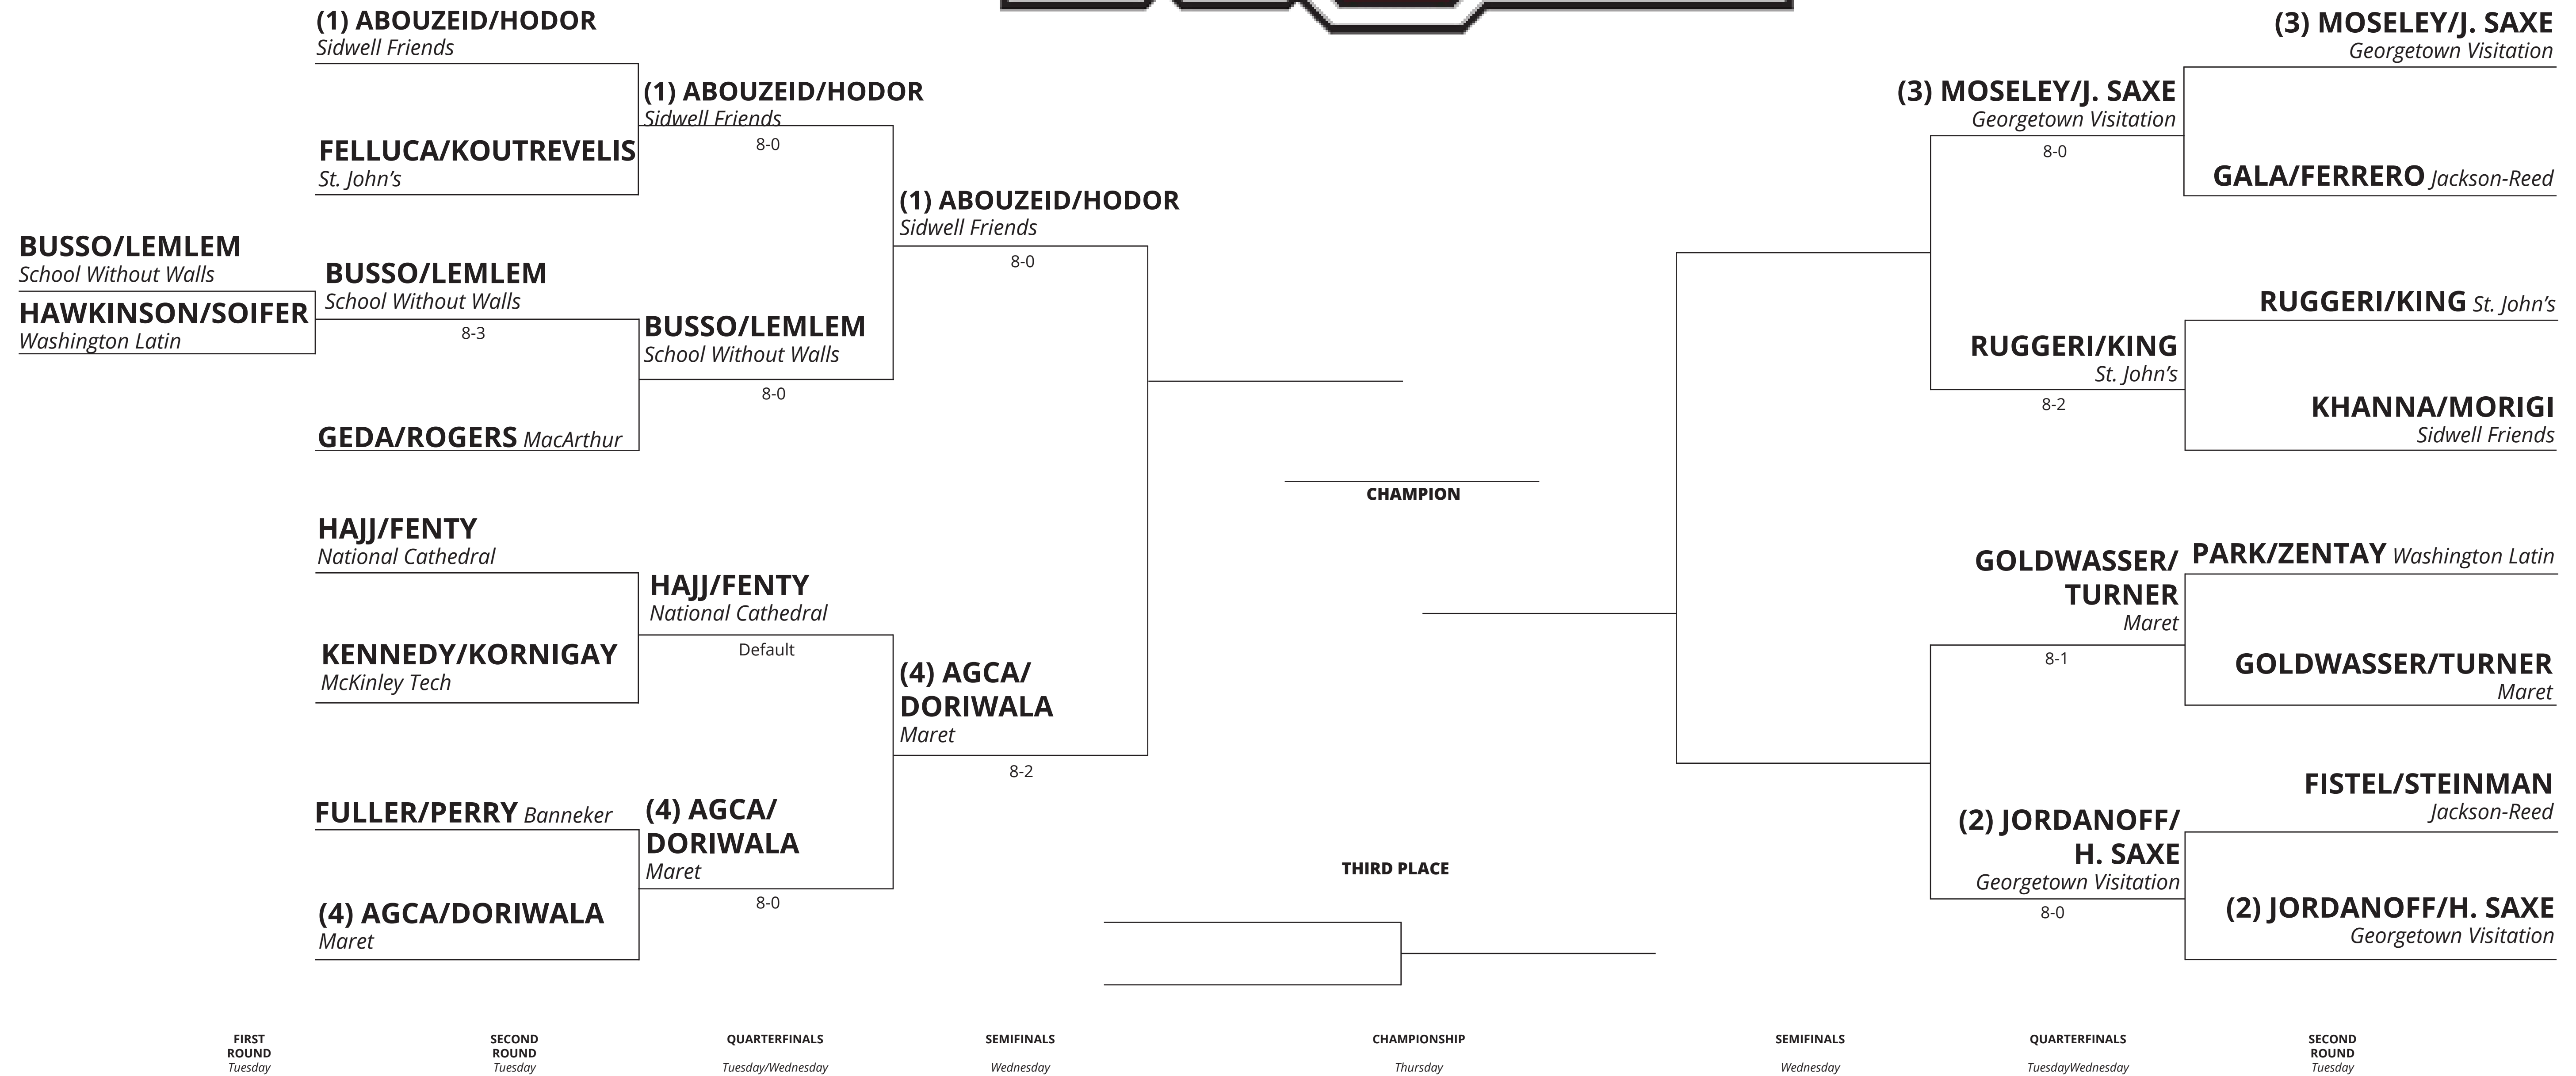 (1) ABOUZEID/HODOR
Sidwell Friends
FELLUCA/KOUTREVELIS
St. John’s
BUSSO/LEMLEM
School Without Walls
HAWKINSON/SOIFER
Washington Latin
BUSSO/LEMLEM
School Without Walls
8-3
GEDA/ROGERS MacArthur
HAJJ/FENTY
National Cathedral
KENNEDY/KORNIGAY
McKinley Tech
FULLER/PERRY Banneker
(4) AGCA/DORIWALA
Maret
(1) ABOUZEID/HODOR
Sidwell Friends
8-0
BUSSO/LEMLEM
School Without Walls
8-0
HAJJ/FENTY
National Cathedral
Default
(4) AGCA/
DORIWALA
Maret
8-0
(1) ABOUZEID/HODOR
Sidwell Friends
8-0
(4) AGCA/
DORIWALA
Maret
8-2
CHAMPION
THIRD PLACE
(3) MOSELEY/J. SAXE
Georgetown Visitation
8-0
RUGGERI/KING
St. John’s
8-2
GOLDWASSER/
TURNER
Maret
8-1
(2) JORDANOFF/
H. SAXE
Georgetown Visitation
8-0
(3) MOSELEY/J. SAXE
Georgetown Visitation
GALA/FERRERO Jackson-Reed
RUGGERI/KING St. John’s
KHANNA/MORIGI
Sidwell Friends
PARK/ZENTAY Washington Latin
GOLDWASSER/TURNER
Maret
FISTEL/STEINMAN
Jackson-Reed
(2) JORDANOFF/H. SAXE
Georgetown Visitation
FIRST
ROUND
Tuesday
SECOND
ROUND
Tuesday
QUARTERFINALS
Tuesday/Wednesday
SEMIFINALS
Wednesday
CHAMPIONSHIP
Thursday
SEMIFINALS
Wednesday
QUARTERFINALS
TuesdayWednesday
SECOND
ROUND
Tuesday